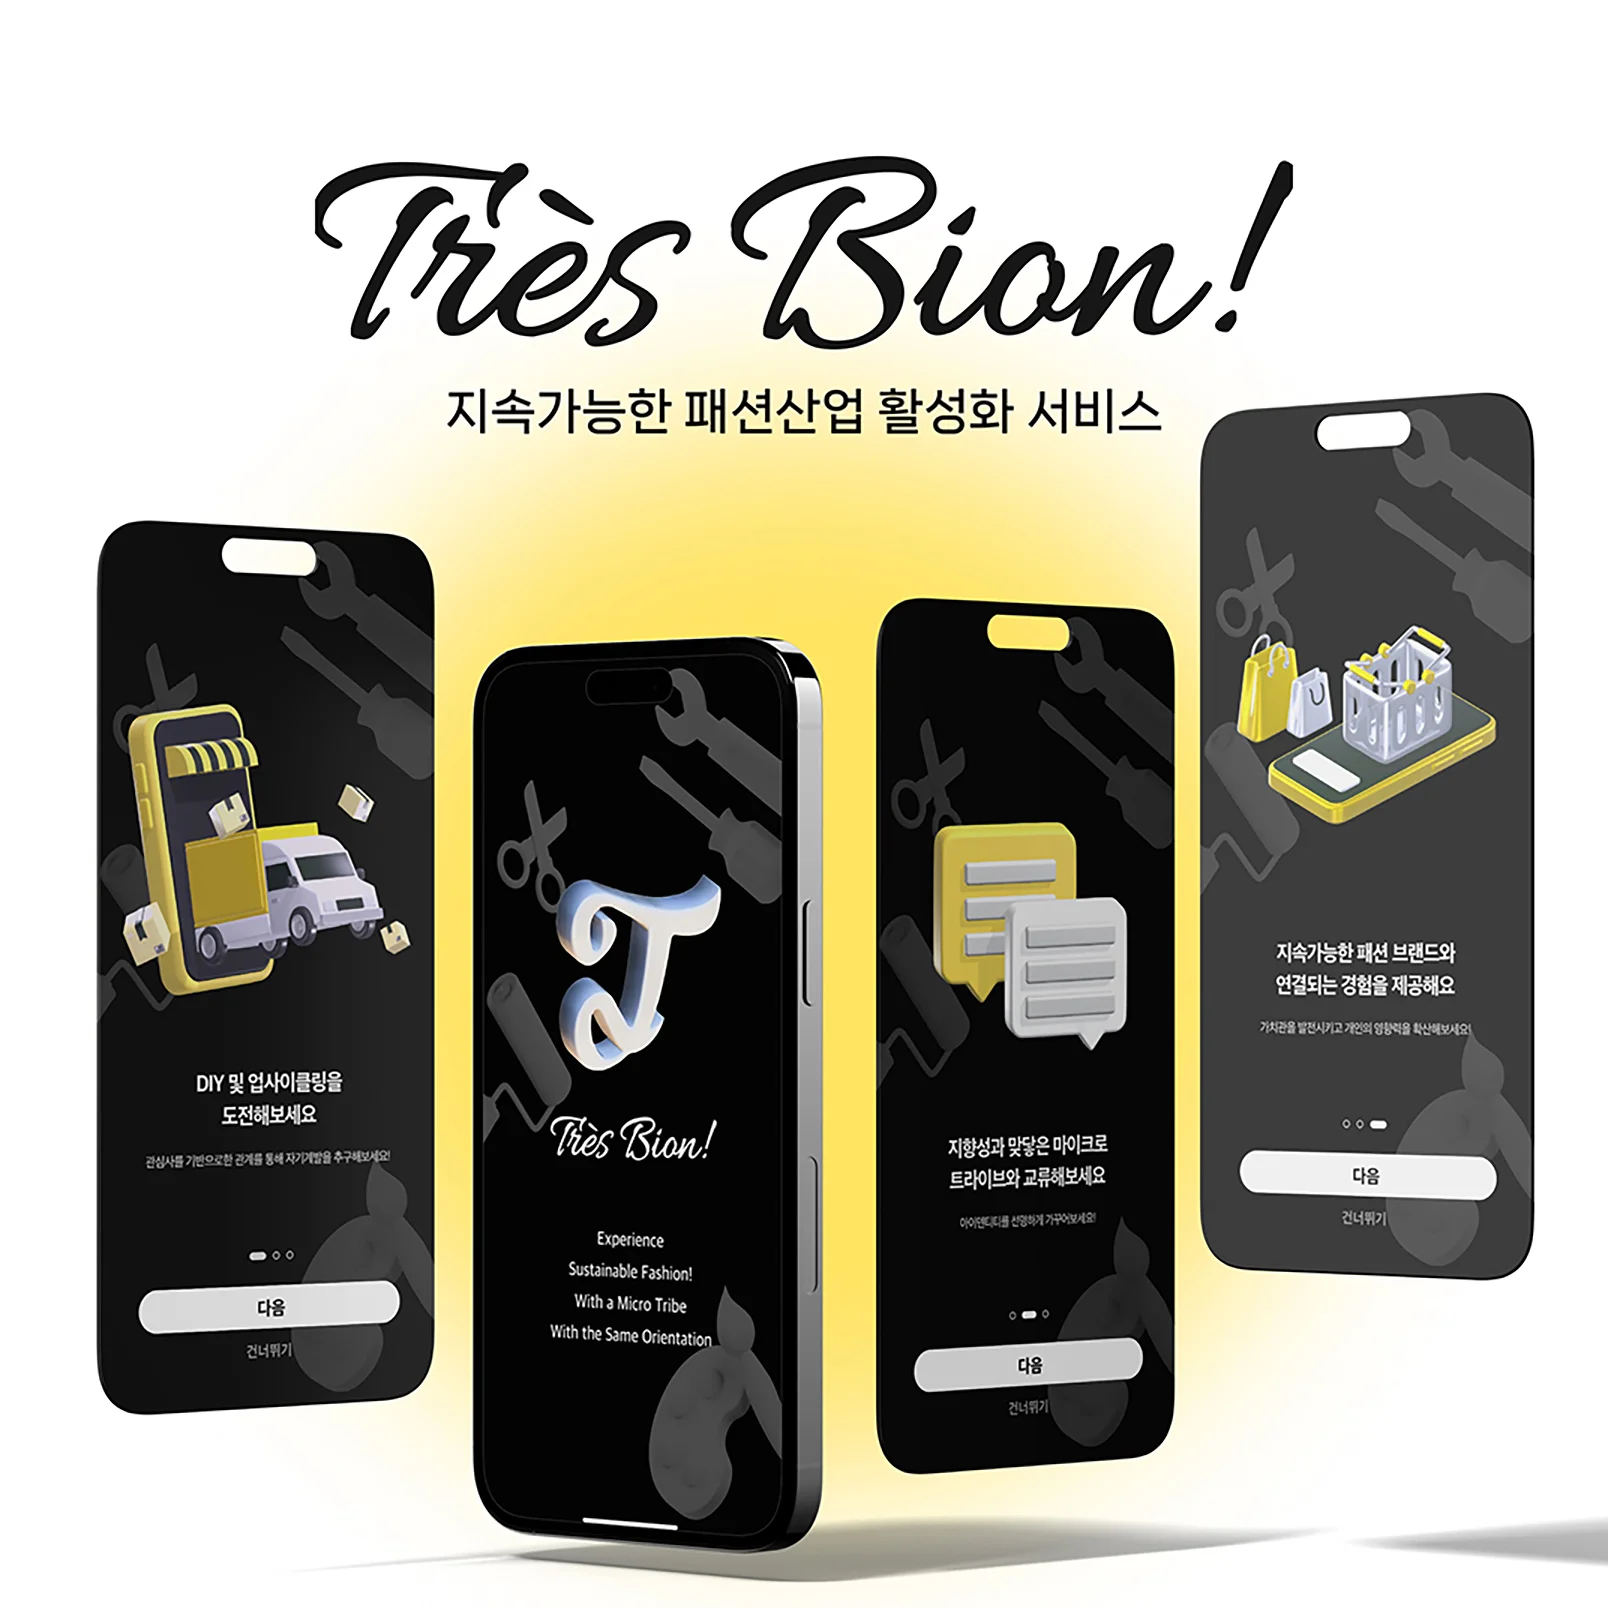 Très Bion!
지속가능한 패션산업 활성화 서비스
DIY 및 업사이클링을
도전해보세요
관심사를 기반으로한 관계를 통해 자기계발을 추구해보세요!
다음
건너뛰기
T
Très Bion!
Experience
Sustainable Fashion!
With a Micro Tribe
With the Same Orientation
지향성과 맞닿은 마이크로
트라이브와 교류해보세요
아이덴티티를 선명하게 가꾸어보세요!
다음
건너뛰기
지속가능한 패션 브랜드와
연결되는 경험을 제공해요
가치관을 발전시키고 개인의 영향력을 확산해보세요!
다음
건너뛰기